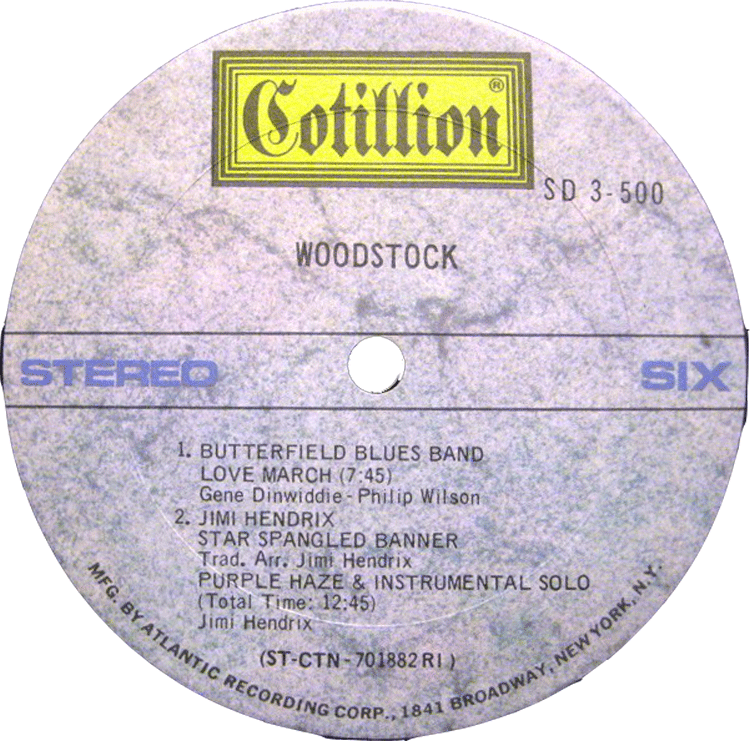 Cotillion®
SD 3-500
WOODSTOCK
STEREO
SIX
1. BUTTERFIELD BLUES BAND
LOVE MARCH (7:45)
Gene Dinwiddie - Philip Wilson
2. JIMI HENDRIX
STAR SPANGLED BANNER
Trad. Arr. Jimi Hendrix
PURPLE HAZE & INSTRUMENTAL SOLO
(Total Time: 12:45)
Jimi Hendrix
(ST-CTN-701882RI)
MFG. BY ATLANTIC RECORDING CORP., 1841 BROADWAY, NEW YORK, N.Y.